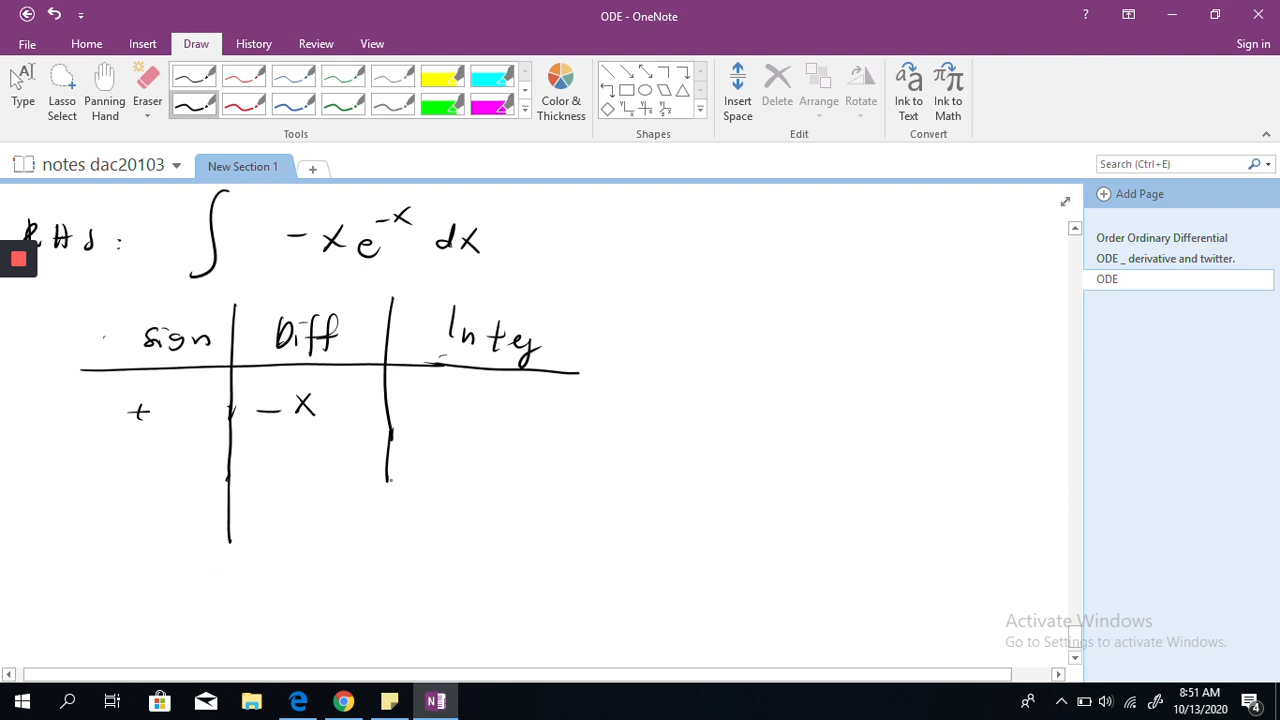 ODE - OneNote
? Sign in
File Home Insert Draw History Review View
Type Lasso Select Panning Hand Eraser Color & Thickness Insert Space Delete Arrange Rotate Ink to Text Ink to Math
Tools Shapes Edit Convert
notes dac20103 New Section 1 + Search (Ctrl+E)
Add Page
Order Ordinary Differential
ODE _ derivative and twitter.
ODE
RHS : ∫ -xe^{-x} dx
sign Diff Integ
+ -x
Activate Windows
Go to Settings to activate Windows.
8:51 AM
10/13/2020
4